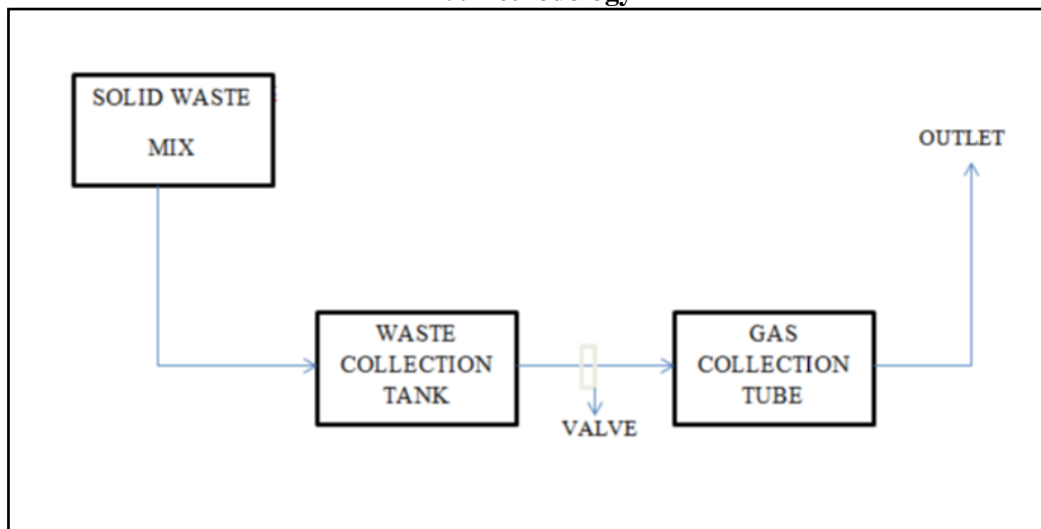 SOLID WASTE
MIX
OUTLET
WASTE
COLLECTION
TANK
VALVE
GAS
COLLECTION
TUBE